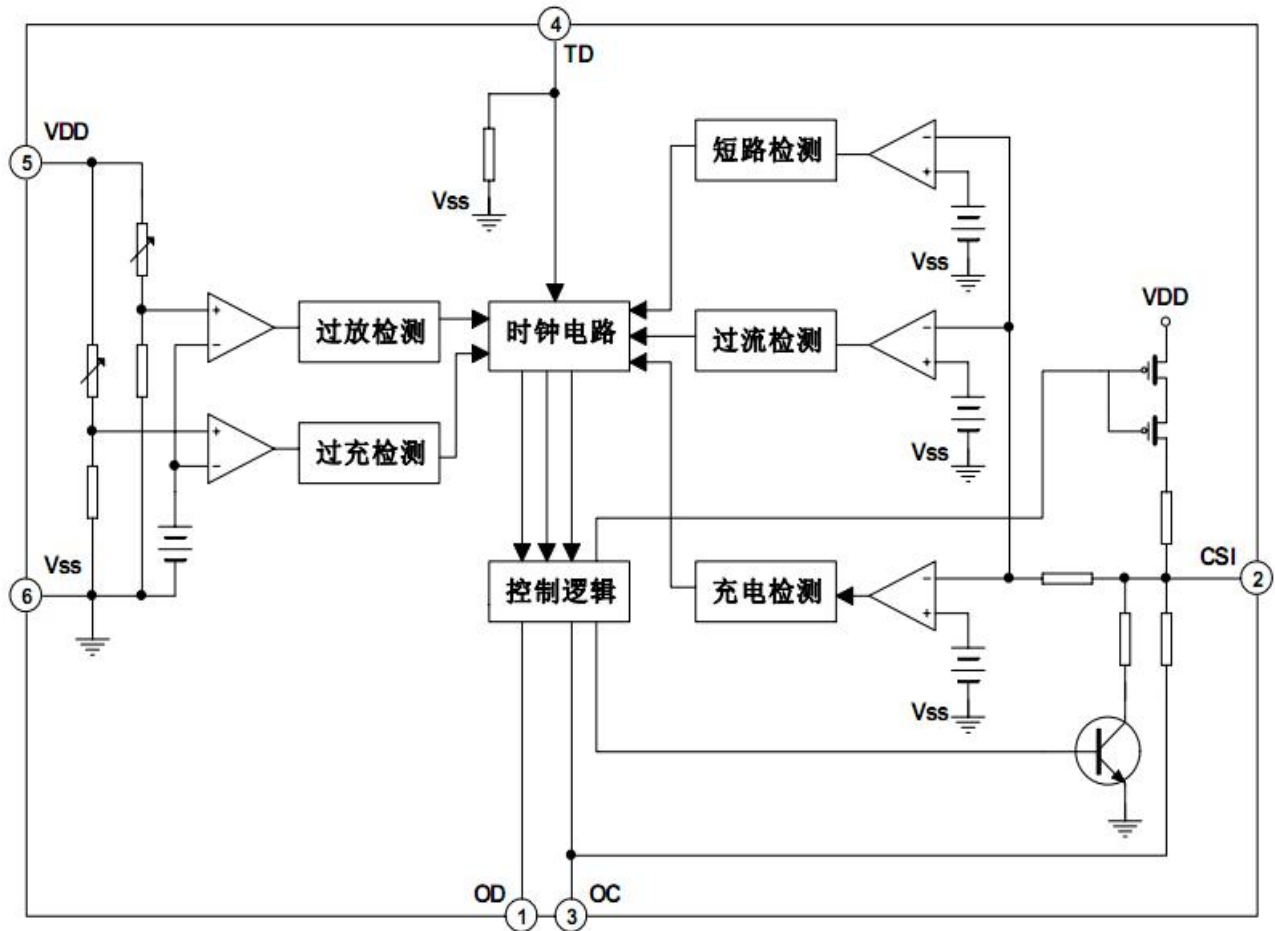 4
TD
VDD
5
短路检测
-
+
Vss
Vss
VDD
+
-
过放检测
时钟电路
过流检测
-
+
+
-
过充检测
Vss
Vss
6
控制逻辑
充电检测
-
+
CSI
2
Vss
OD
1
3
OC